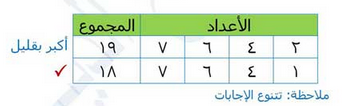 الأعداد المجموع
٢ ٤ ٦ ٧ ١٩ أكبر بقليل
١ ٤ ٦ ٧ ١٨ ✓
ملاحظة: تتنوع الإجابات